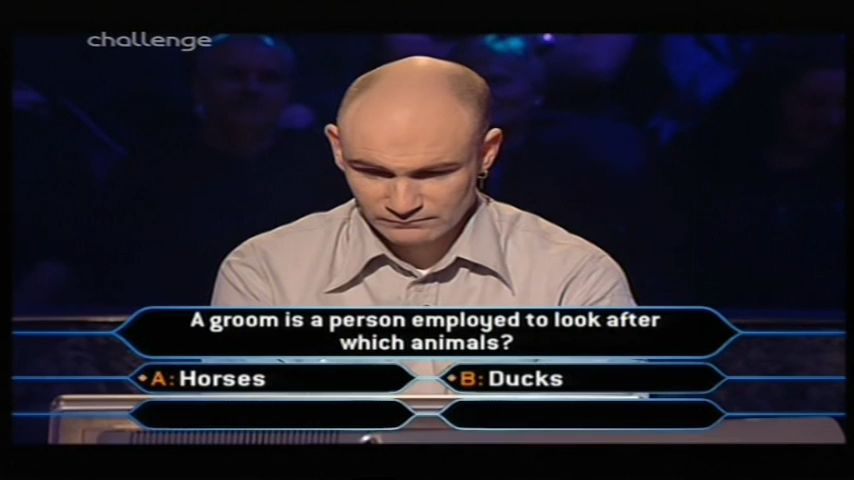 challenge
A groom is a person employed to look after
which animals?
A: Horses
B: Ducks